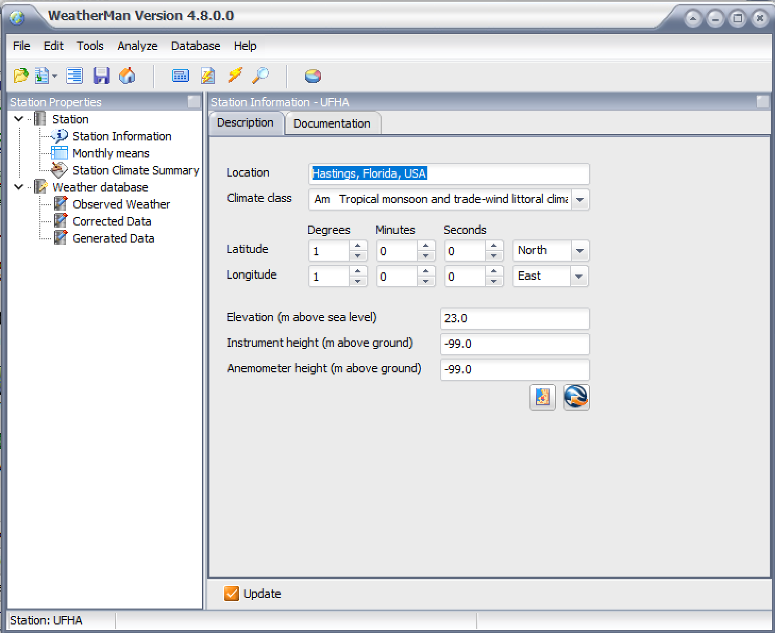 WeatherMan Version 4.8.0.0
File Edit Tools Analyze Database Help
Station Properties
Station
Station Information
Monthly means
Station Climate Summary
Weather database
Observed Weather
Corrected Data
Generated Data
Station Information - UFHA
Description Documentation
Location Hastings, Florida, USA
Climate class Am Tropical monsoon and trade-wind littoral clima
Degrees Minutes Seconds
Latitude 1 0 0 North
Longitude 1 0 0 East
Elevation (m above sea level) 23.0
Instrument height (m above ground) -99.0
Anemometer height (m above ground) -99.0
Update
Station: UFHA